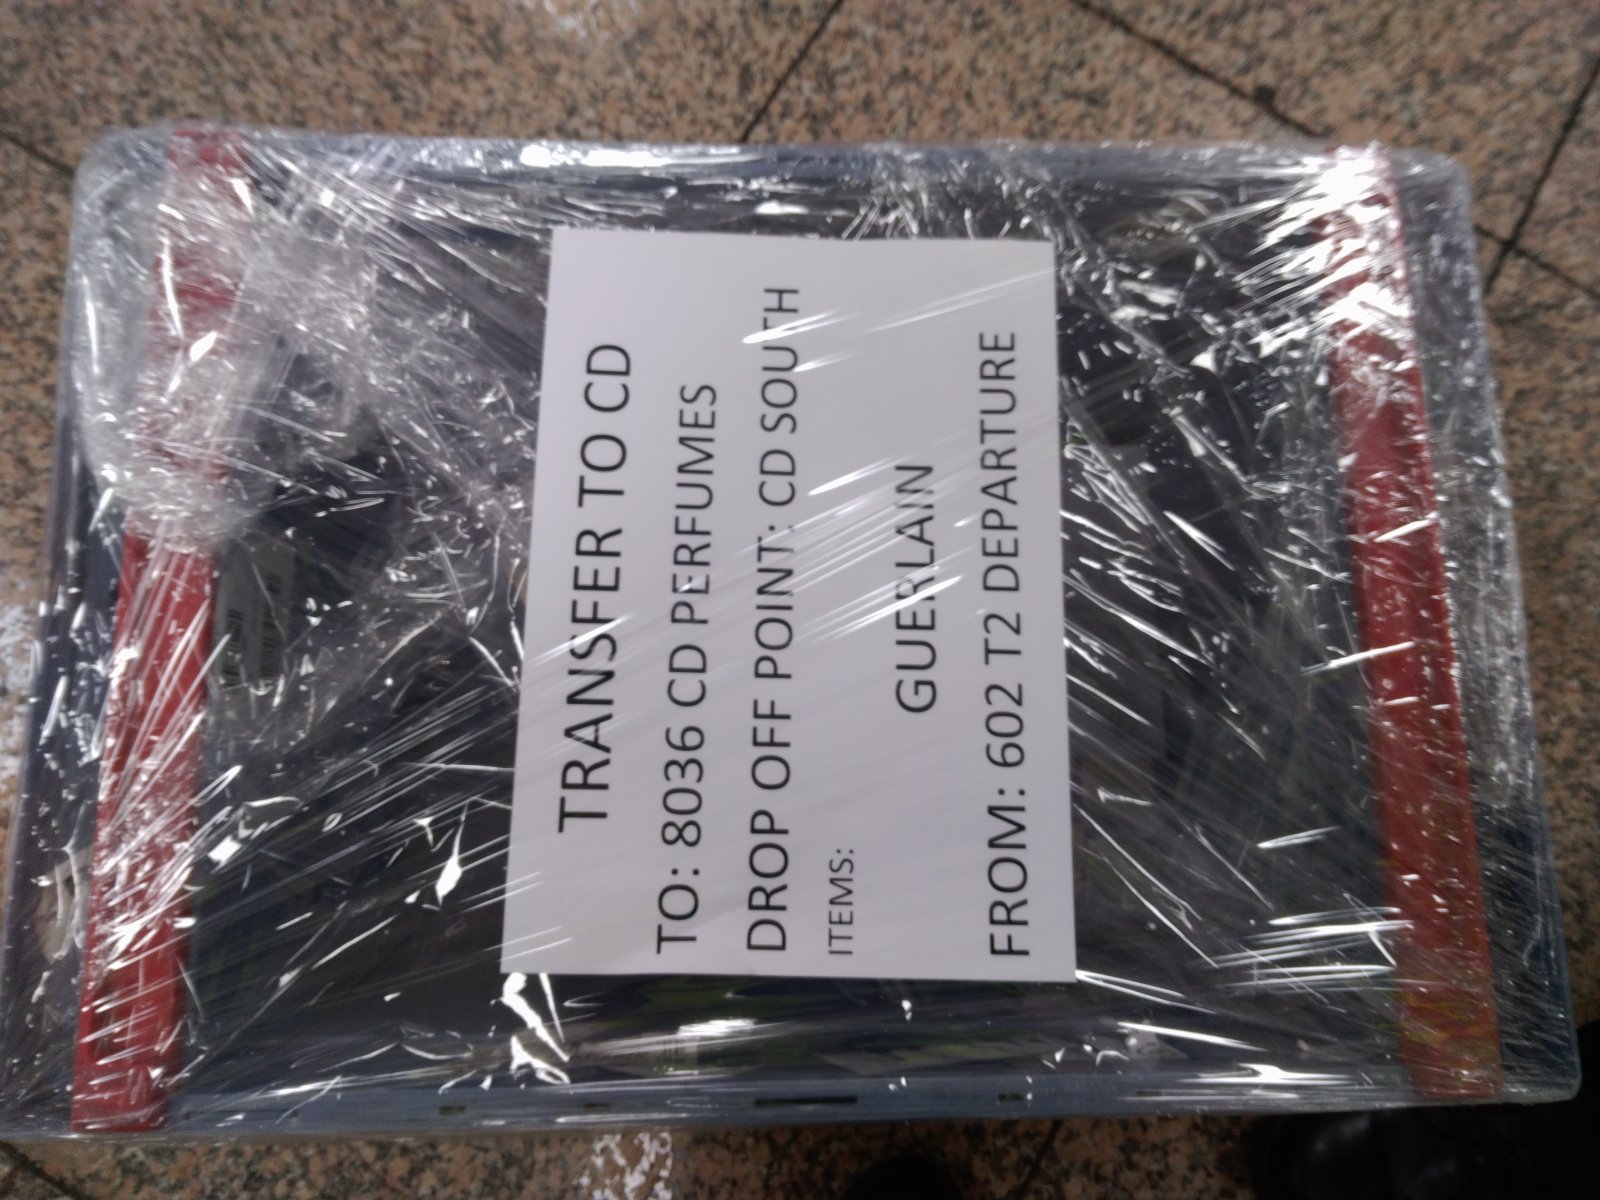 TRANSFER TO CD
TO: 8036 CD PERFUMES
DROP OFF POINT: CD SOUTH
ITEMS:
GUERLAIN
FROM: 602 T2 DEPARTURE